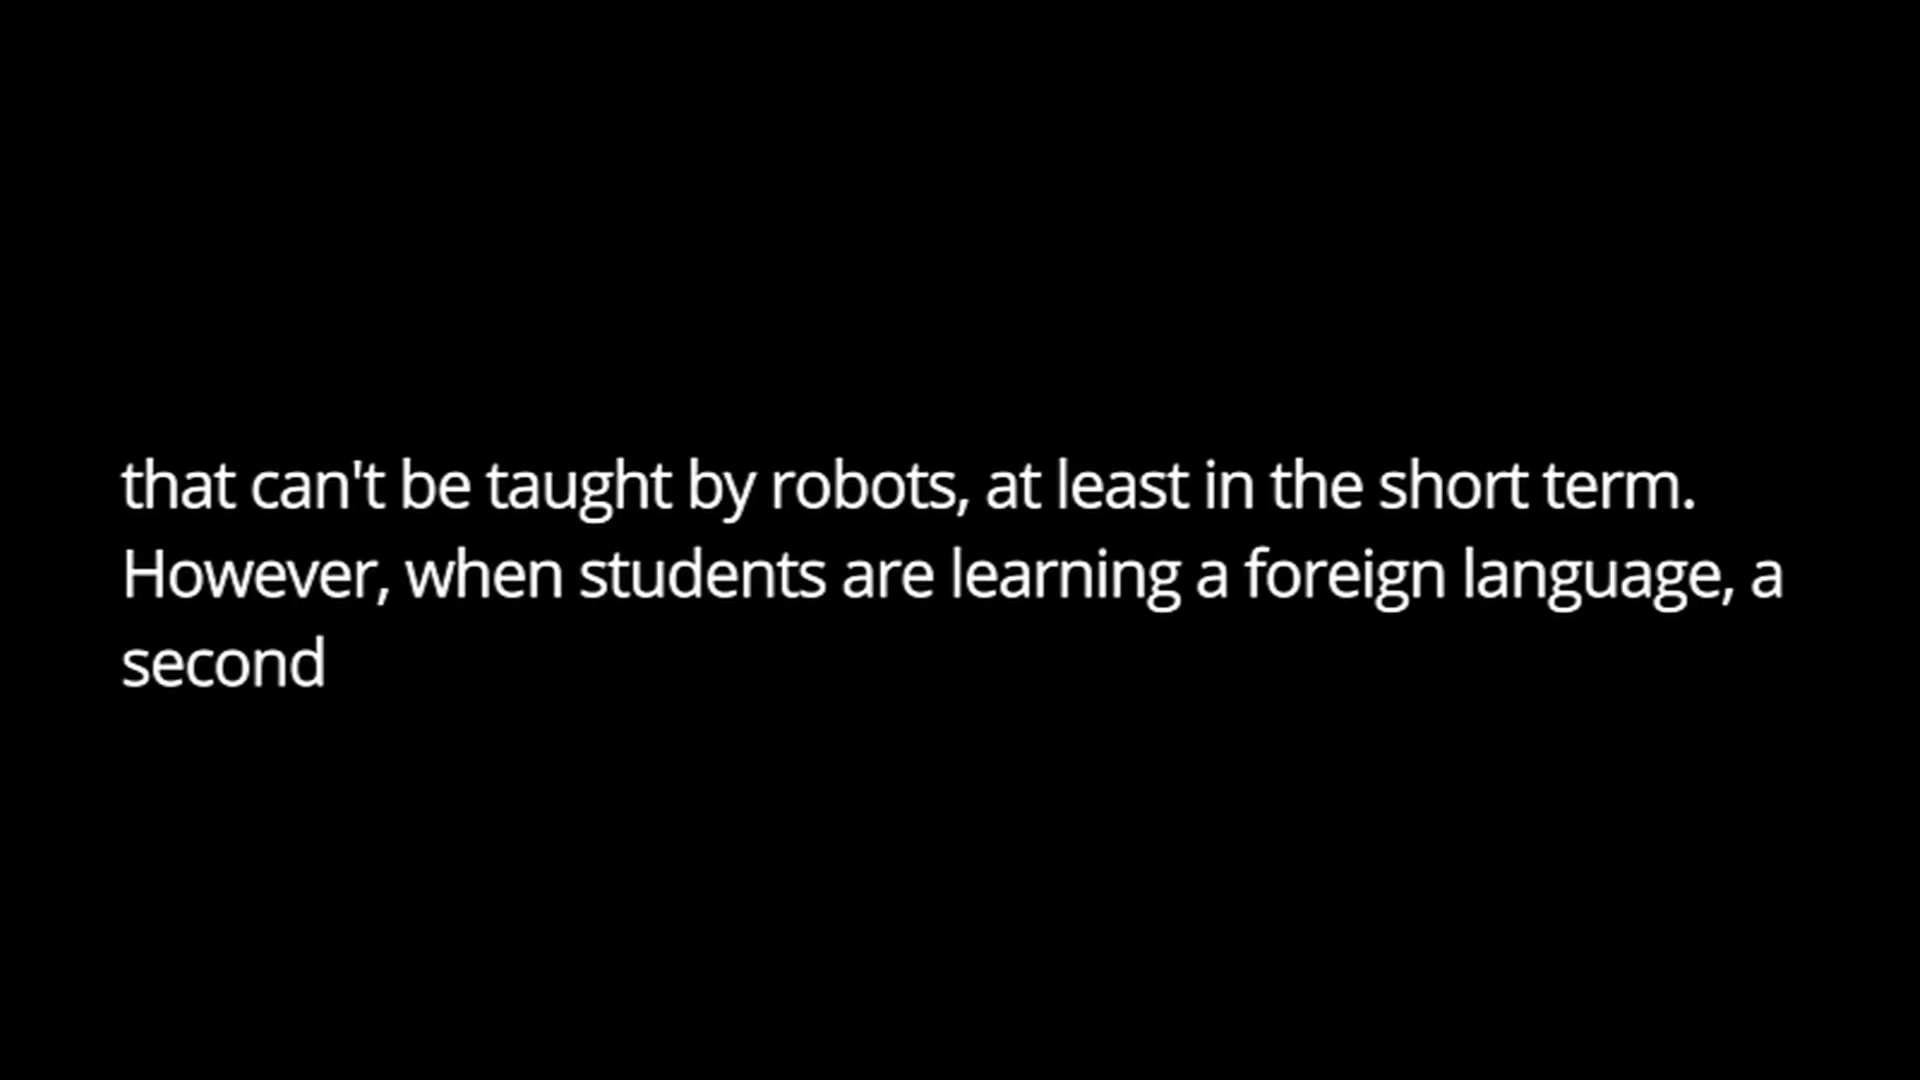 that can't be taught by robots, at least in the short term.
However, when students are learning a foreign language, a
second